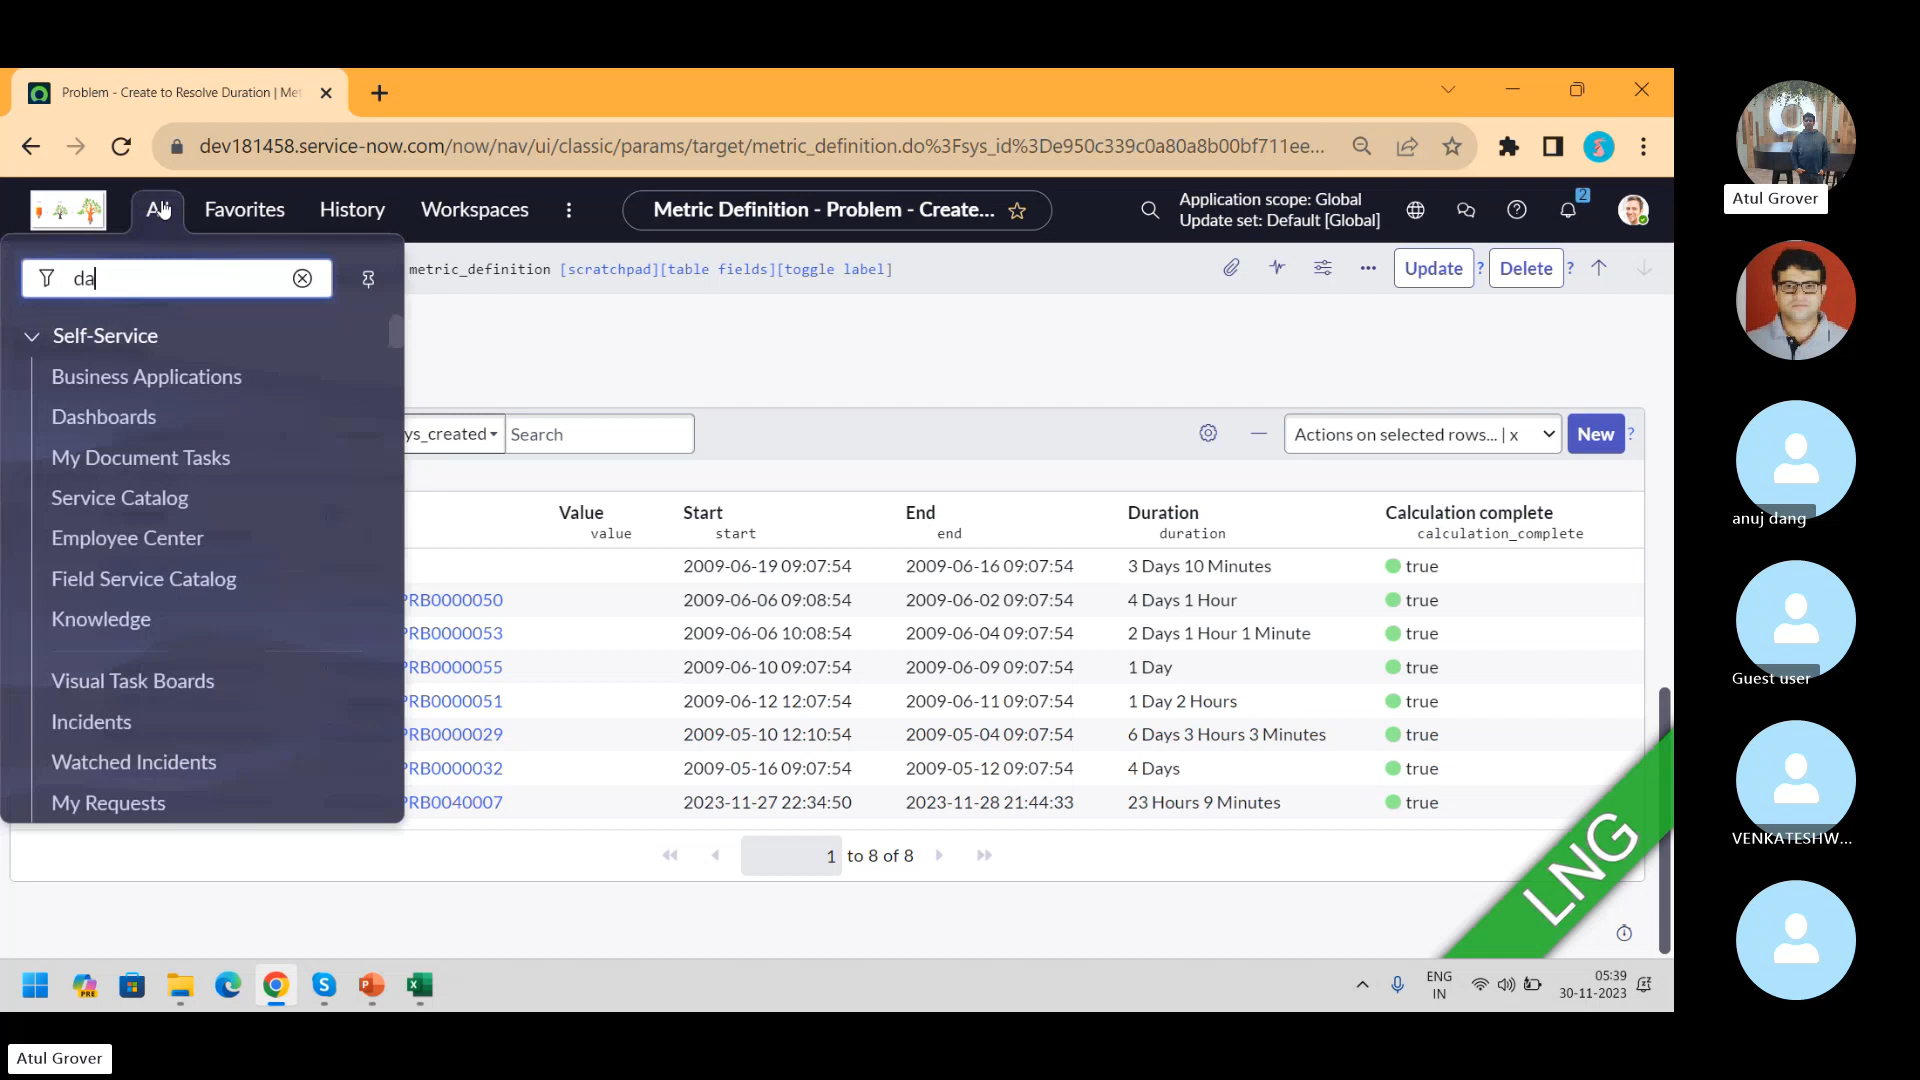 Problem - Create to Resolve Duration | Met
dev181458.service-now.com/now/nav/ui/classic/params/target/metric_definition.do%3Fsys_id%3De950c339c0a80a8b00bf711ee...
All
Favorites
History
Workspaces
Metric Definition - Problem - Create...
Application scope: Global
Update set: Default [Global]
2
da
metric_definition [scratchpad][table fields][toggle label]
Update ?
Delete ?
Self-Service
Business Applications
Dashboards
My Document Tasks
Service Catalog
Employee Center
Field Service Catalog
Knowledge
Visual Task Boards
Incidents
Watched Incidents
My Requests
ys_created
Search
Actions on selected rows... | x
New ?
Value Start End Duration Calculation complete
value start end duration calculation_complete
2009-06-19 09:07:54 2009-06-16 09:07:54 3 Days 10 Minutes true
PRB0000050 2009-06-06 09:08:54 2009-06-02 09:07:54 4 Days 1 Hour true
PRB0000053 2009-06-06 10:08:54 2009-06-04 09:07:54 2 Days 1 Hour 1 Minute true
PRB0000055 2009-06-10 09:07:54 2009-06-09 09:07:54 1 Day true
PRB0000051 2009-06-12 12:07:54 2009-06-11 09:07:54 1 Day 2 Hours true
PRB0000029 2009-05-10 12:10:54 2009-05-04 09:07:54 6 Days 3 Hours 3 Minutes true
PRB0000032 2009-05-16 09:07:54 2009-05-12 09:07:54 4 Days true
PRB0040007 2023-11-27 22:34:50 2023-11-28 21:44:33 23 Hours 9 Minutes true
1 to 8 of 8
LNG
PRE
ENG
IN
05:39
30-11-2023
Atul Grover
anuj dang
Guest user
VENKATESHW...
Atul Grover